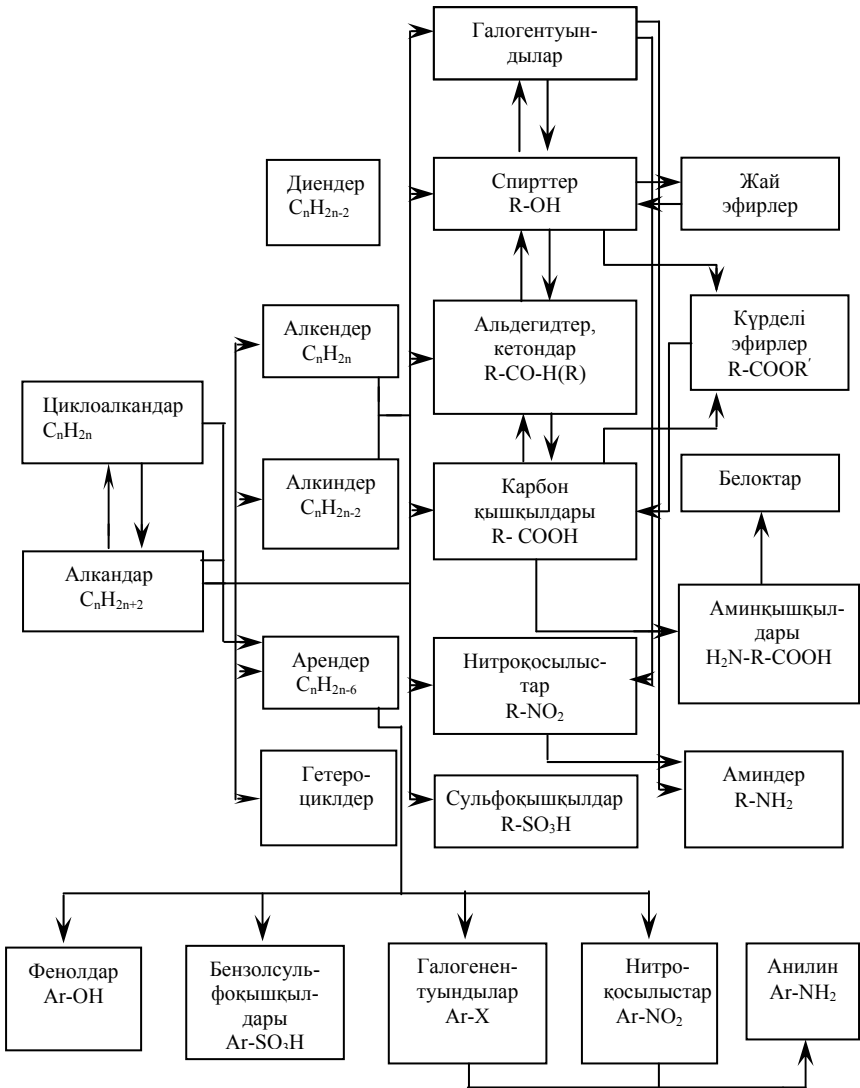 Галогентуын-
дылар
Диендер
CₙH₂ₙ₋₂
Спирттер
R-OH
Жай
эфирлер
Алкендер
CₙH₂ₙ
Альдегидтер,
кетондар
R-CO-H(R)
Күрделі
эфирлер
R-COOR′
Циклоалкандар
CₙH₂ₙ
Алкиндер
CₙH₂ₙ₋₂
Карбон
қышқылдары
R- COOH
Белоктар
Алкандар
CₙH₂ₙ₊₂
Аминқышқыл-
дары
H₂N-R-COOH
Арендер
CₙH₂ₙ₋₆
Нитроқосылыс-
тар
R-NO₂
Гетеро-
циклдер
Сульфоқышқылдар
R-SO₃H
Аминдер
R-NH₂
Фенолдар
Ar-OH
Бензолсуль-
фоқышқыл-
дары
Ar-SO₃H
Галогенен-
туындылар
Ar-X
Нитро-
қосылыстар
Ar-NO₂
Анилин
Ar-NH₂